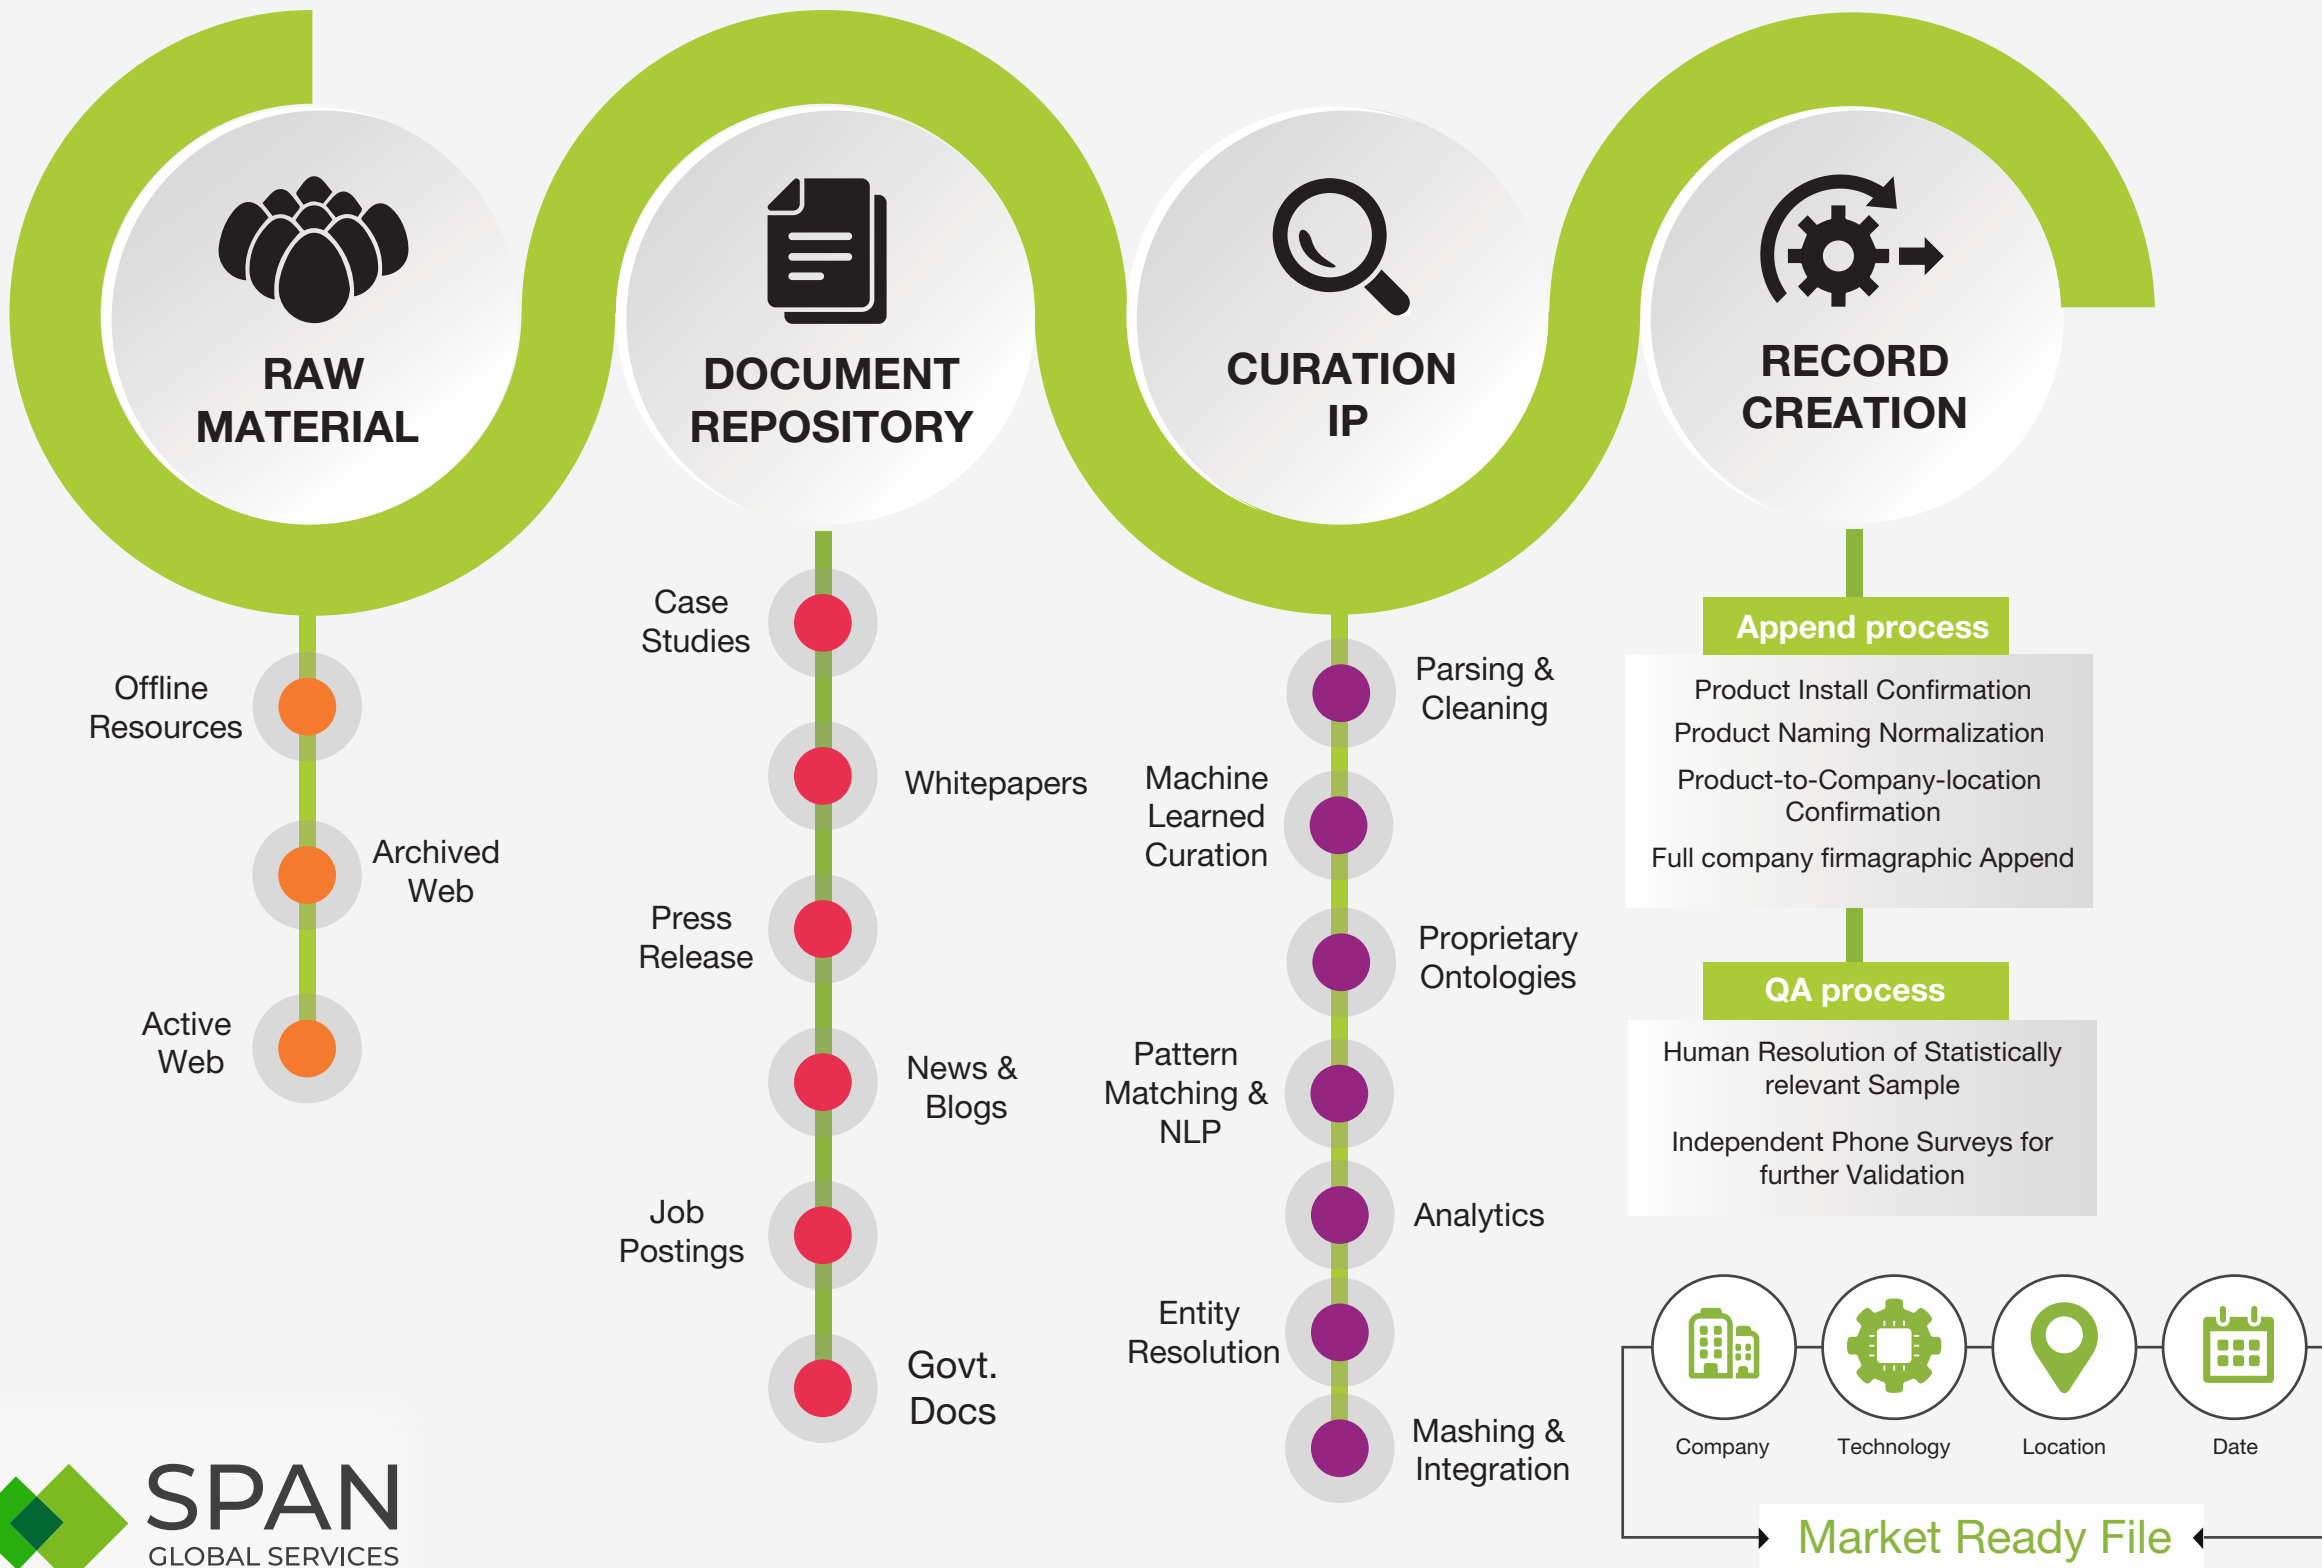 RAW
MATERIAL
Offline
Resources
Archived
Web
Active
Web
DOCUMENT
REPOSITORY
Case
Studies
Whitepapers
Press
Release
News &
Blogs
Job
Postings
Govt.
Docs
CURATION
IP
Parsing &
Cleaning
Machine
Learned
Curation
Proprietary
Ontologies
Pattern
Matching &
NLP
Analytics
Entity
Resolution
Mashing &
Integration
RECORD
CREATION
Append process
Product Install Confirmation
Product Naming Normalization
Product-to-Company-location
Confirmation
Full company firmagraphic Append
QA process
Human Resolution of Statistically
relevant Sample
Independent Phone Surveys for
further Validation
Company
Technology
Location
Date
Market Ready File
SPAN
GLOBAL SERVICES